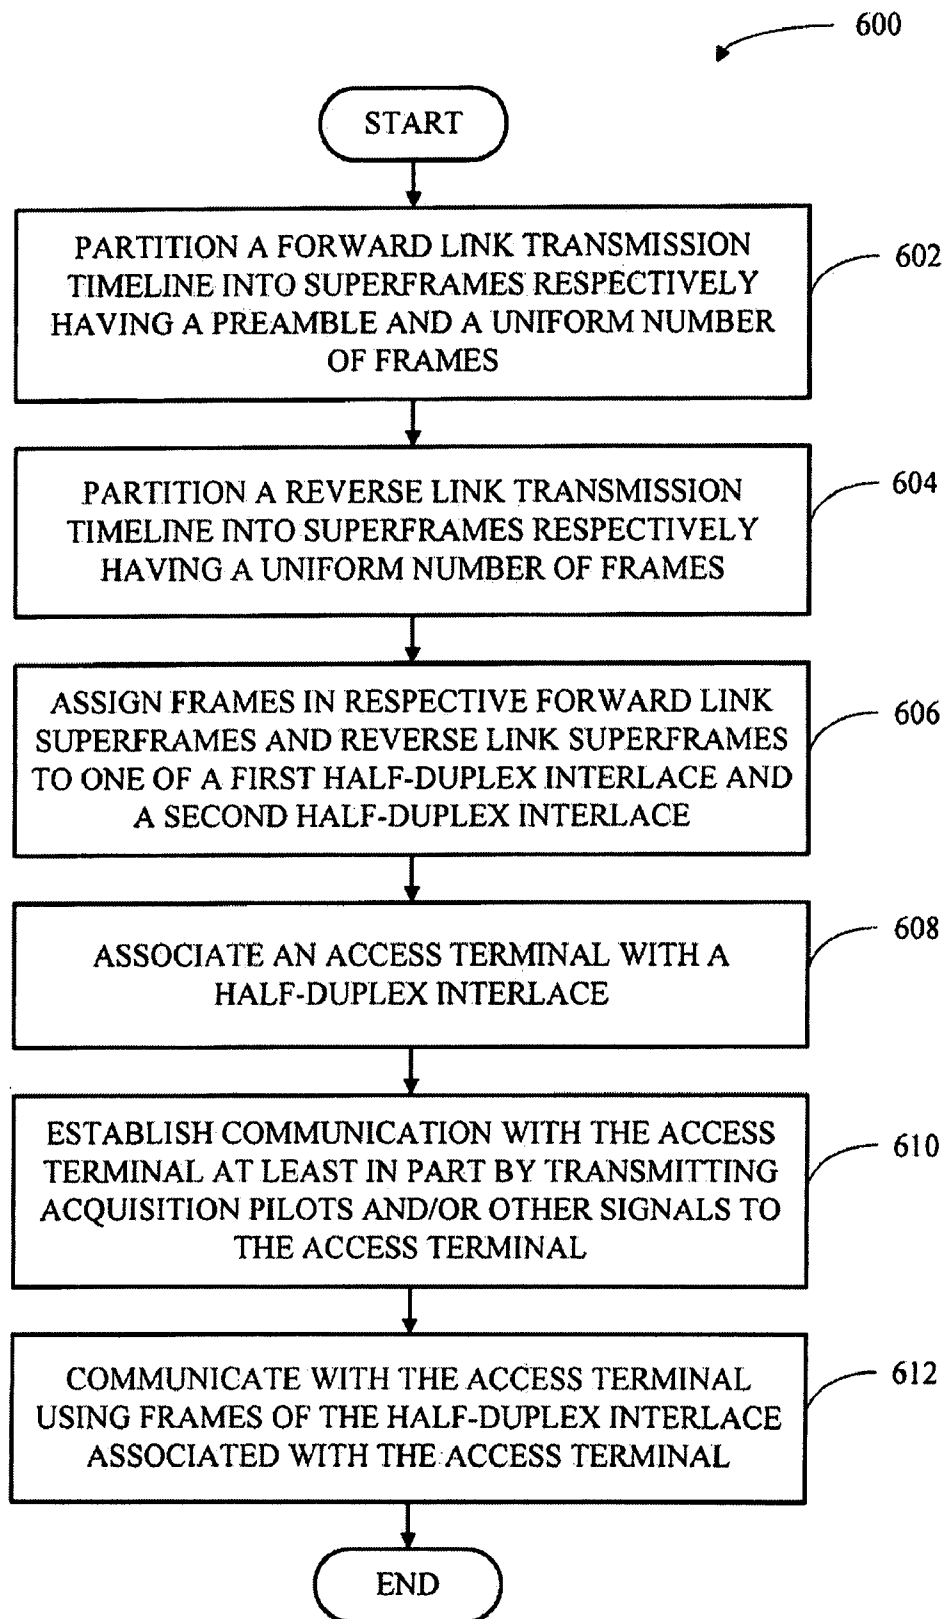 600
START
PARTITION A FORWARD LINK TRANSMISSION
TIMELINE INTO SUPERFRAMES RESPECTIVELY
HAVING A PREAMBLE AND A UNIFORM NUMBER
OF FRAMES
602
PARTITION A REVERSE LINK TRANSMISSION
TIMELINE INTO SUPERFRAMES RESPECTIVELY
HAVING A UNIFORM NUMBER OF FRAMES
604
ASSIGN FRAMES IN RESPECTIVE FORWARD LINK
SUPERFRAMES AND REVERSE LINK SUPERFRAMES
TO ONE OF A FIRST HALF-DUPLEX INTERLACE AND
A SECOND HALF-DUPLEX INTERLACE
606
ASSOCIATE AN ACCESS TERMINAL WITH A
HALF-DUPLEX INTERLACE
608
ESTABLISH COMMUNICATION WITH THE ACCESS
TERMINAL AT LEAST IN PART BY TRANSMITTING
ACQUISITION PILOTS AND/OR OTHER SIGNALS TO
THE ACCESS TERMINAL
610
COMMUNICATE WITH THE ACCESS TERMINAL
USING FRAMES OF THE HALF-DUPLEX INTERLACE
ASSOCIATED WITH THE ACCESS TERMINAL
612
END